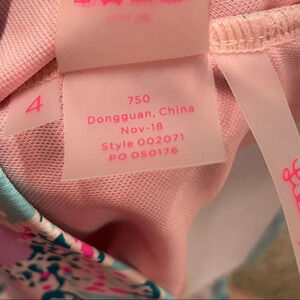 4
750
Dongguan, China
Nov-18
Style 002071
PO 050176